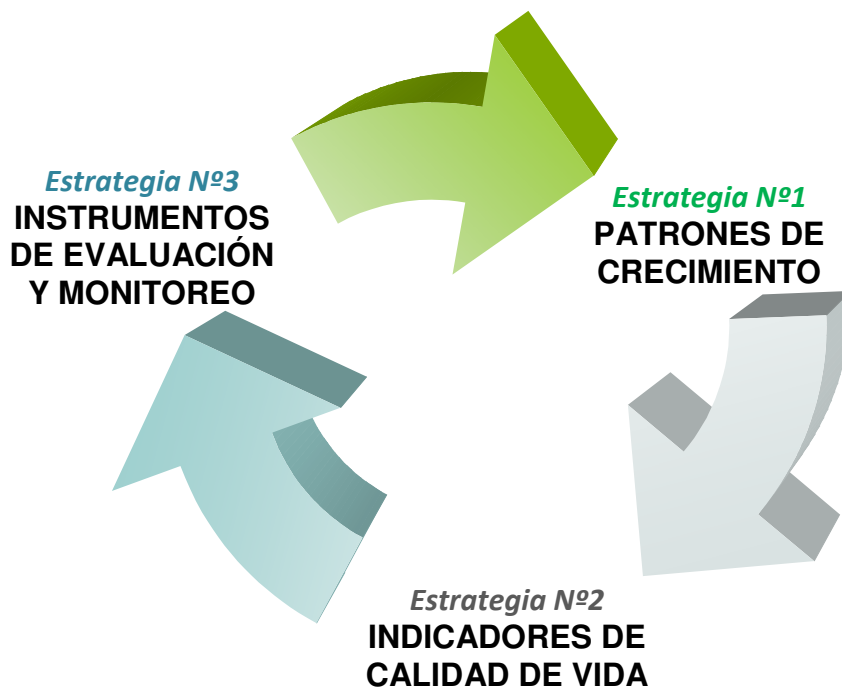 Estrategia Nº3
INSTRUMENTOS
DE EVALUACIÓN
Y MONITOREO
Estrategia Nº1
PATRONES DE
CRECIMIENTO
Estrategia Nº2
INDICADORES DE
CALIDAD DE VIDA